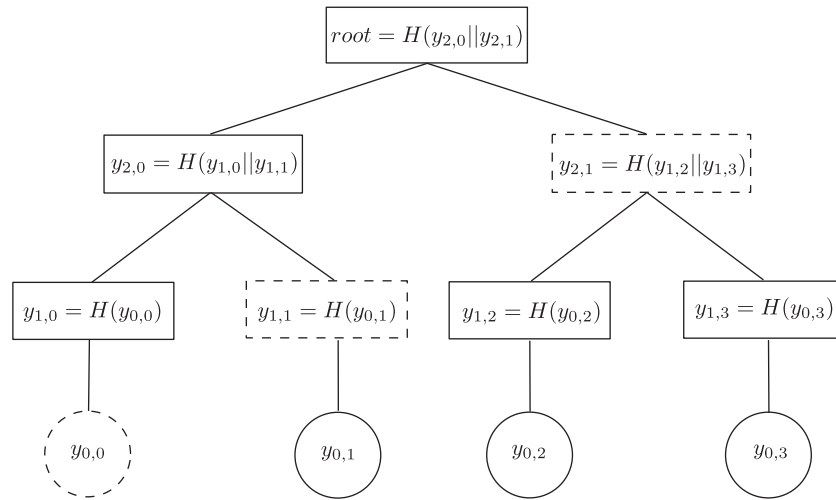 root = H(y_{2,0}||y_{2,1})
y_{2,0} = H(y_{1,0}||y_{1,1})
y_{2,1} = H(y_{1,2}||y_{1,3})
y_{1,0} = H(y_{0,0})
y_{1,1} = H(y_{0,1})
y_{1,2} = H(y_{0,2})
y_{1,3} = H(y_{0,3})
y_{0,0}
y_{0,1}
y_{0,2}
y_{0,3}